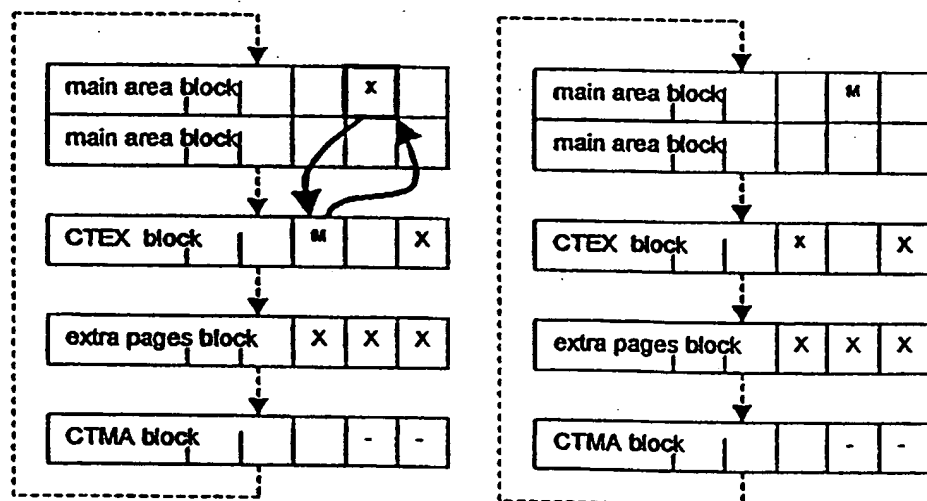 main area block x
main area block
CTEX block M X
extra pages block X X X
CTMA block - -
main area block M
main area block
CTEX block x X
extra pages block X X X
CTMA block - -